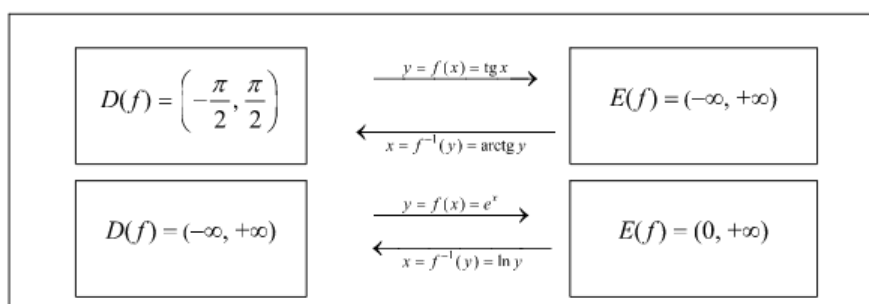 y = f(x) = tg x
D(f) = (−π/2, π/2)
E(f) = (−∞, +∞)
x = f⁻¹(y) = arctg y
y = f(x) = eˣ
D(f) = (−∞, +∞)
E(f) = (0, +∞)
x = f⁻¹(y) = ln y